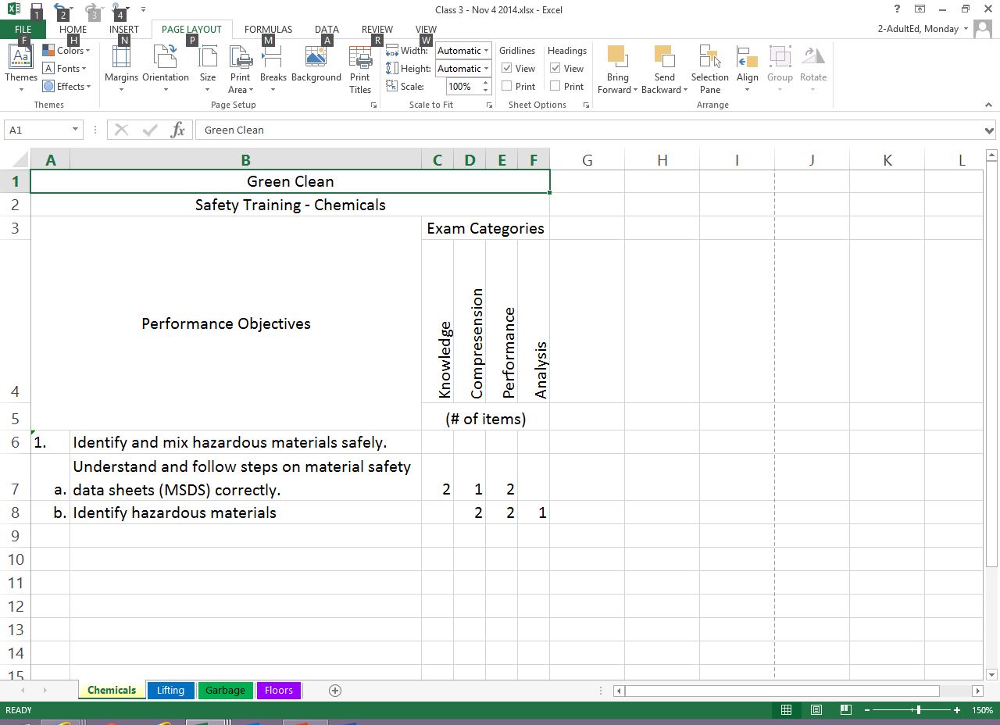 1 2 3 4
Class 3 - Nov 4 2014.xlsx - Excel
?
FILE HOME INSERT PAGE LAYOUT FORMULAS DATA REVIEW VIEW
2-AdultEd, Monday
F H N P M A R W
Aa Themes
Colors
A Fonts
Effects
Margins Orientation Size Print Area Breaks Background Print Titles
Width: Automatic
Height: Automatic
Scale: 100%
Gridlines Headings
View View
Print Print
Bring Forward Send Backward Selection Pane Align Group Rotate
Themes Page Setup Scale to Fit Sheet Options Arrange
A1 fx Green Clean
A B C D E F G H I J K L
1 Green Clean
2 Safety Training - Chemicals
3 Exam Categories
4 Performance Objectives Knowledge Compresension Performance Analysis
5 (# of items)
6 1. Identify and mix hazardous materials safely.
Understand and follow steps on material safety
7 a. data sheets (MSDS) correctly. 2 1 2
8 b. Identify hazardous materials 2 2 1
9
10
11
12
13
14
15
Chemicals Lifting Garbage Floors
READY 150%